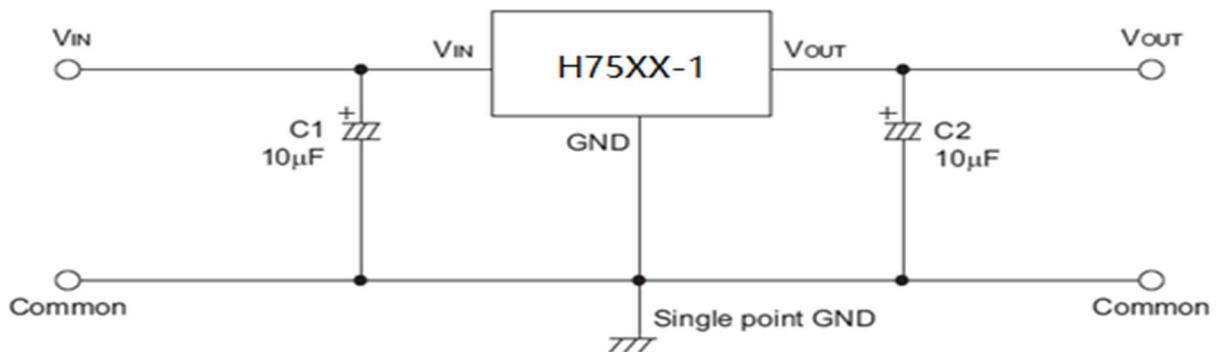 VIN
VIN
H75XX-1
VOUT
VOUT
+
C1
10μF
GND
+
C2
10μF
Common
Single point GND
Common